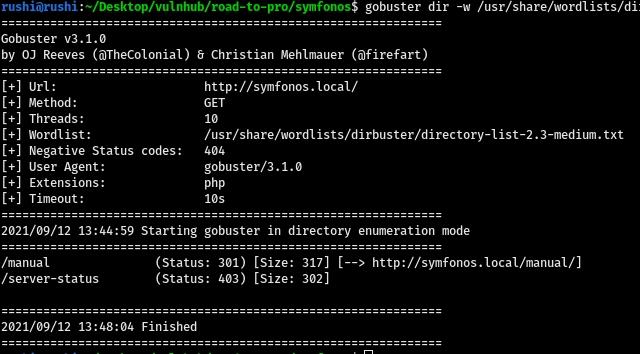 rushi@rushi:~/Desktop/vulnhub/road-to-pro/symfonos$ gobuster dir -w /usr/share/wordlists/di
===============================================================
Gobuster v3.1.0
by OJ Reeves (@TheColonial) & Christian Mehlmauer (@firefart)
===============================================================
[+] Url:                     http://symfonos.local/
[+] Method:                  GET
[+] Threads:                 10
[+] Wordlist:                /usr/share/wordlists/dirbuster/directory-list-2.3-medium.txt
[+] Negative Status codes:   404
[+] User Agent:              gobuster/3.1.0
[+] Extensions:              php
[+] Timeout:                 10s
===============================================================
2021/09/12 13:44:59 Starting gobuster in directory enumeration mode
===============================================================
/manual               (Status: 301) [Size: 317] [--> http://symfonos.local/manual/]
/server-status        (Status: 403) [Size: 302]
===============================================================
2021/09/12 13:48:04 Finished
===============================================================